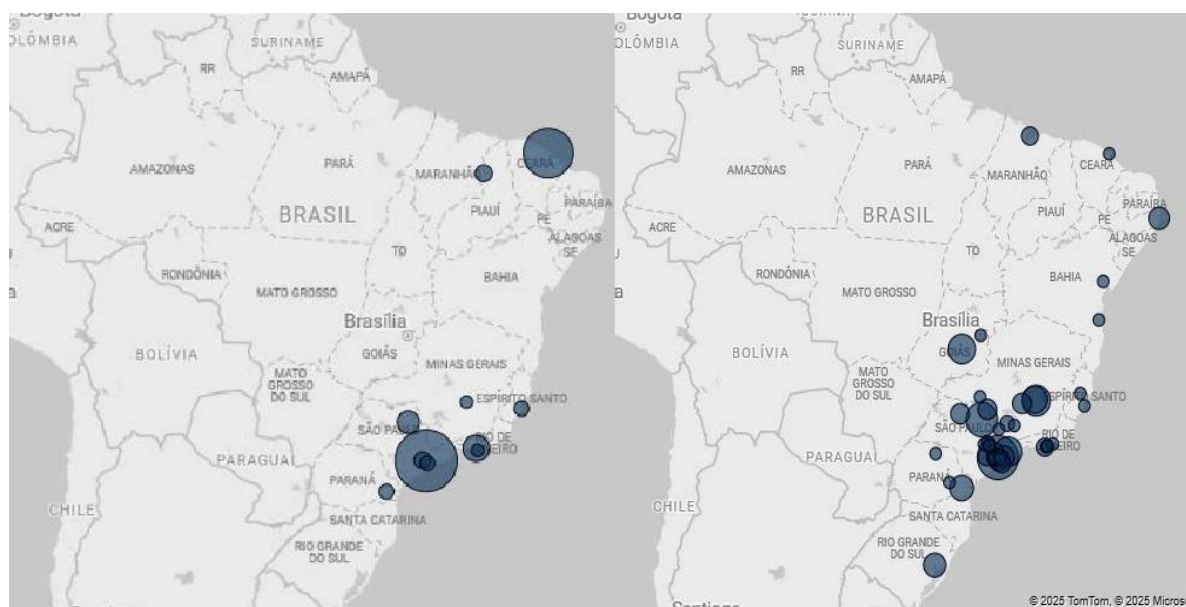 Bogotá
OLÔMBIA
SURINAME
RR
AMAPÁ
AMAZONAS
PARÁ
MARANHÃO
CEARÁ
BRASIL
PIAUÍ
PE
PARAÍBA
ACRE
TO
ALAGOAS
SE
RONDÔNIA
BAHIA
MATO GROSSO
Brasília
BOLÍVIA
GOIÁS
MINAS GERAIS
MATO
GROSSO
DO SUL
ESPÍRITO SANTO
SÃO PAULO
RIO DE
JANEIRO
PARAGUAI
PARANÁ
CHILE
SANTA CATARINA
RIO GRANDE
DO SUL
Bogotá
COLÔMBIA
SURINAME
RR
AMAPÁ
AMAZONAS
PARÁ
MARANHÃO
CEARÁ
BRASIL
PIAUÍ
PE
PARAÍBA
ACRE
TO
ALAGOAS
SE
U
RONDÔNIA
BAHIA
a
MATO GROSSO
Brasília
BOLÍVIA
GOIÁS
MINAS GERAIS
MATO
GROSSO
DO SUL
ESPÍRITO SANTO
SÃO PAULO
RIO DE
JANEIRO
PARAGUAI
PARANÁ
CHILE
SANTA CATARINA
RIO GRANDE
DO SUL
Santiago
© 2025 TomTom, © 2025 Micros